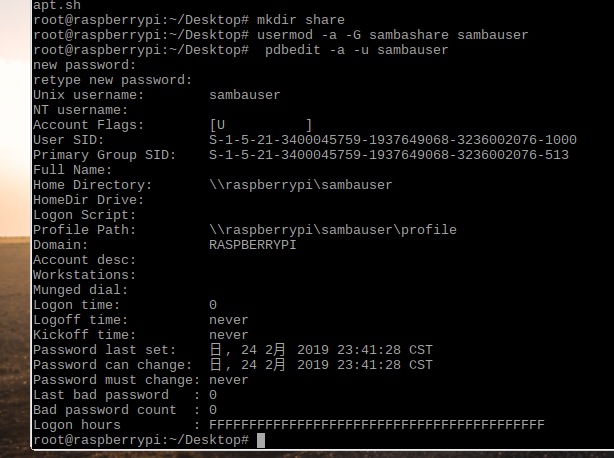 apt.sh
root@raspberrypi:~/Desktop# mkdir share
root@raspberrypi:~/Desktop# usermod -a -G sambashare sambauser
root@raspberrypi:~/Desktop#  pdbedit -a -u sambauser
new password:
retype new password:
Unix username:        sambauser
NT username:
Account Flags:        [U          ]
User SID:             S-1-5-21-3400045759-1937649068-3236002076-1000
Primary Group SID:    S-1-5-21-3400045759-1937649068-3236002076-513
Full Name:
Home Directory:       \\raspberrypi\sambauser
HomeDir Drive:
Logon Script:
Profile Path:         \\raspberrypi\sambauser\profile
Domain:               RASPBERRYPI
Account desc:
Workstations:
Munged dial:
Logon time:           0
Logoff time:          never
Kickoff time:         never
Password last set:    日, 24 2月 2019 23:41:28 CST
Password can change:  日, 24 2月 2019 23:41:28 CST
Password must change: never
Last bad password   : 0
Bad password count  : 0
Logon hours         : FFFFFFFFFFFFFFFFFFFFFFFFFFFFFFFFFFFFFFFFFF
root@raspberrypi:~/Desktop#